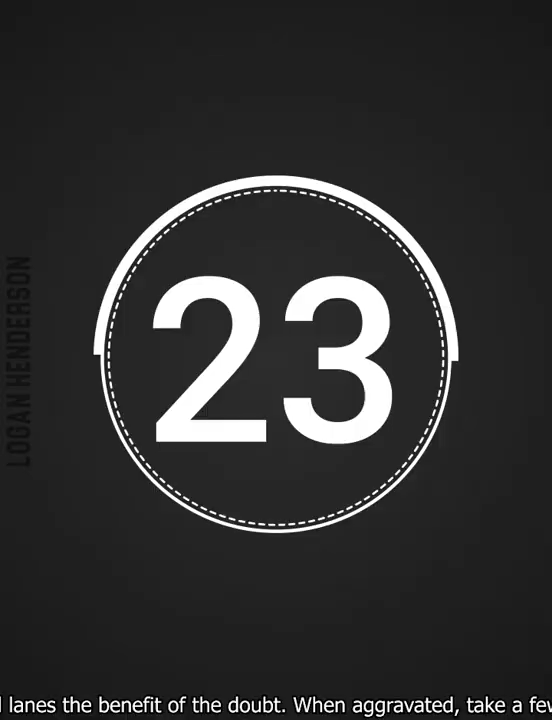 LOGAN HENDERSON
23
lanes the benefit of the doubt. When aggravated, take a few